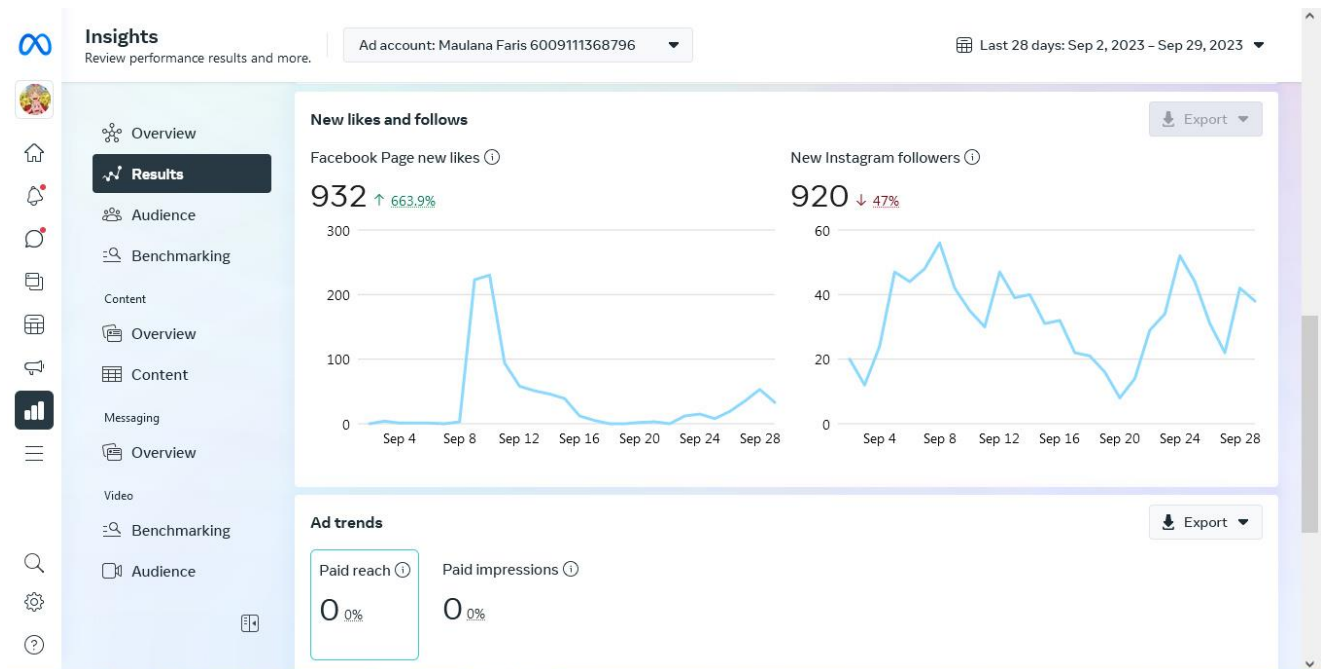 Insights
Review performance results and more.
Ad account: Maulana Faris 6009111368796
Last 28 days: Sep 2, 2023 – Sep 29, 2023
Overview
Results
Audience
Benchmarking
Content
Overview
Content
Messaging
Overview
Video
Benchmarking
Audience
New likes and follows
Export
Facebook Page new likes
932 ↑ 663.9%
300
200
100
0
Sep 4 Sep 8 Sep 12 Sep 16 Sep 20 Sep 24 Sep 28
New Instagram followers
920 ↓ 47%
60
40
20
0
Sep 4 Sep 8 Sep 12 Sep 16 Sep 20 Sep 24 Sep 28
Ad trends
Export
Paid reach
0 0%
Paid impressions
0 0%